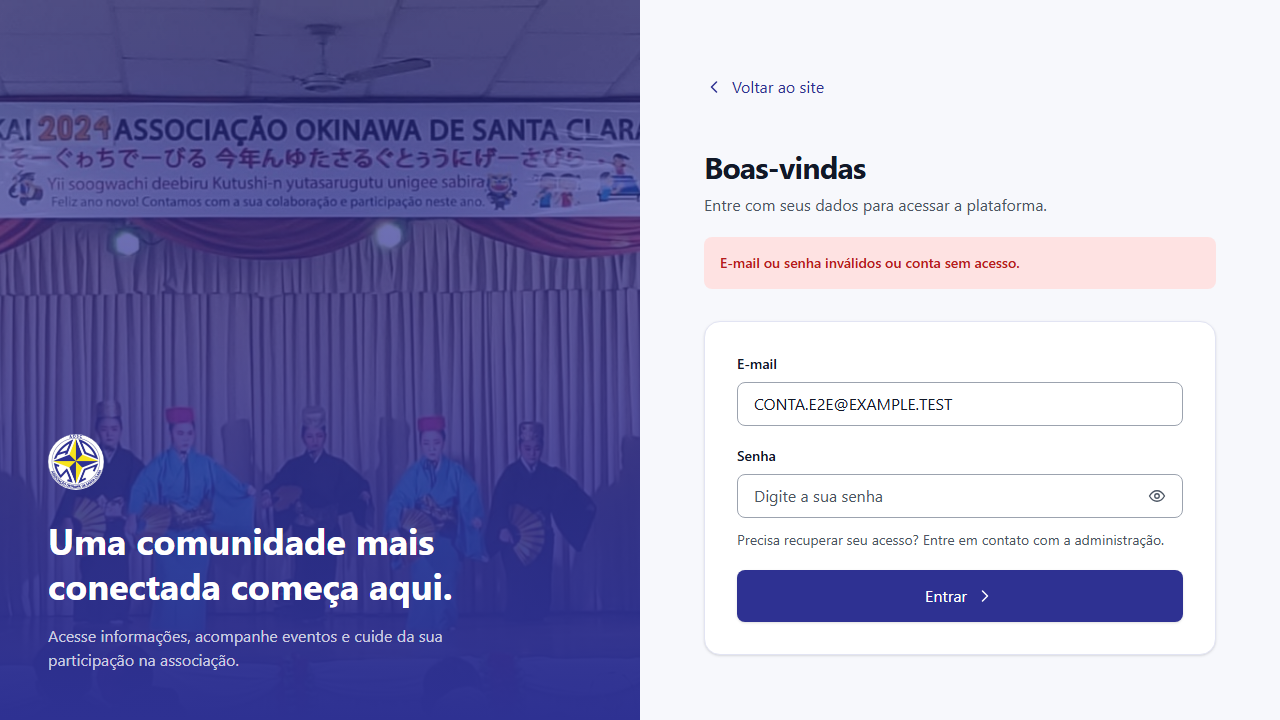 KAI 2024 ASSOCIAÇÃO OKINAWA DE SANTA CLARA
そーぐゎちでーびる 今年んゆたさるぐとぅうにげーさびら
Yii soogwachi deebiru Kutushi-n yutasarugutu unigee sabira
Feliz ano novo! Contamos com a sua colaboração e participação neste ano.
Uma comunidade mais
conectada começa aqui.
Acesse informações, acompanhe eventos e cuide da sua
participação na associação.
Voltar ao site
Boas-vindas
Entre com seus dados para acessar a plataforma.
E-mail ou senha inválidos ou conta sem acesso.
E-mail
CONTA.E2E@EXAMPLE.TEST
Senha
Digite a sua senha
Precisa recuperar seu acesso? Entre em contato com a administração.
Entrar